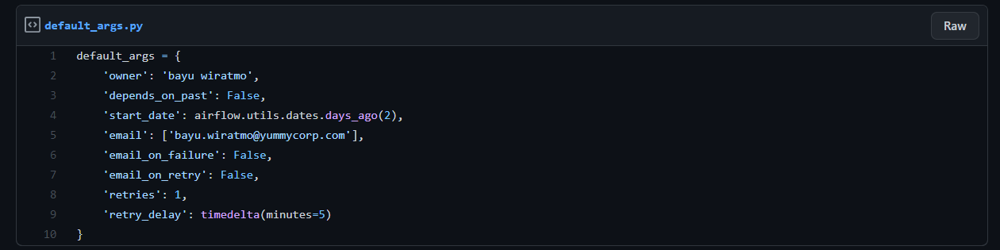 default_args.py
Raw
1 default_args = {
2 'owner': 'bayu wiratmo',
3 'depends_on_past': False,
4 'start_date': airflow.utils.dates.days_ago(2),
5 'email': ['bayu.wiratmo@yummycorp.com'],
6 'email_on_failure': False,
7 'email_on_retry': False,
8 'retries': 1,
9 'retry_delay': timedelta(minutes=5)
10 }